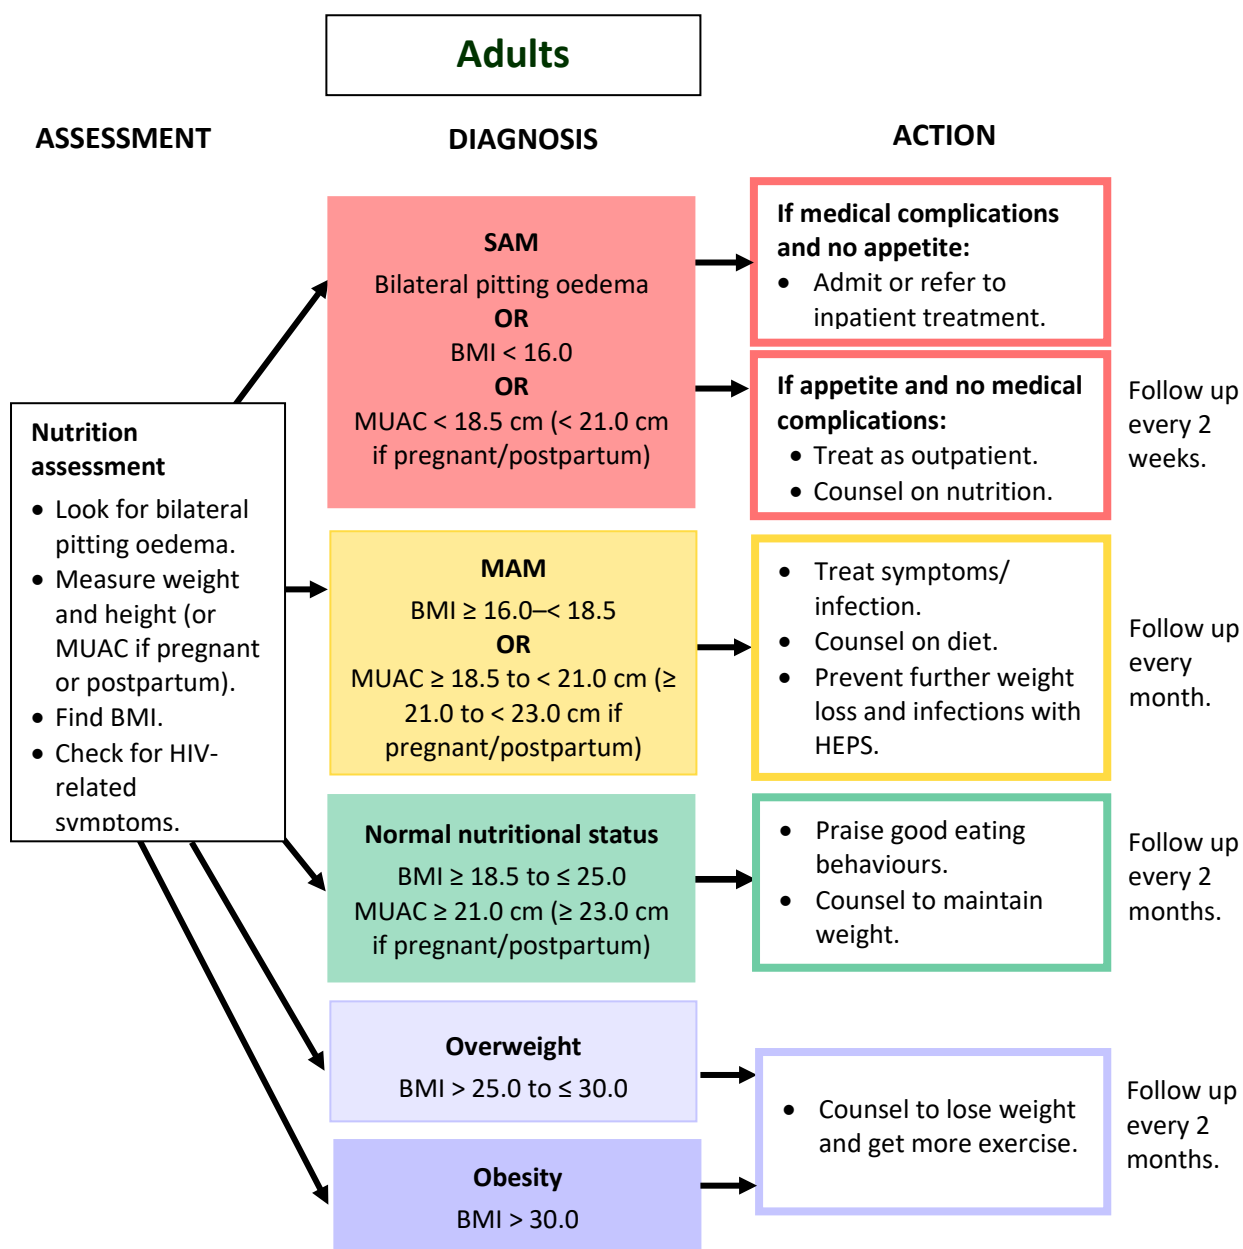 Adults
ASSESSMENT
DIAGNOSIS
ACTION
Nutrition
assessment
• Look for bilateral
pitting oedema.
• Measure weight
and height (or
MUAC if pregnant
or postpartum).
• Find BMI.
• Check for HIV-
related
symptoms.
SAM
Bilateral pitting oedema
OR
BMI < 16.0
OR
MUAC < 18.5 cm (< 21.0 cm
if pregnant/postpartum)
If medical complications
and no appetite:
• Admit or refer to
inpatient treatment.
If appetite and no medical
complications:
• Treat as outpatient.
• Counsel on nutrition.
Follow up
every 2
weeks.
MAM
BMI ≥ 16.0–< 18.5
OR
MUAC ≥ 18.5 to < 21.0 cm (≥
21.0 to < 23.0 cm if
pregnant/postpartum)
• Treat symptoms/
infection.
• Counsel on diet.
• Prevent further weight
loss and infections with
HEPS.
Follow up
every
month.
Normal nutritional status
BMI ≥ 18.5 to ≤ 25.0
MUAC ≥ 21.0 cm (≥ 23.0 cm
if pregnant/postpartum)
• Praise good eating
behaviours.
• Counsel to maintain
weight.
Follow up
every 2
months.
Overweight
BMI > 25.0 to ≤ 30.0
Obesity
BMI > 30.0
• Counsel to lose weight
and get more exercise.
Follow up
every 2
months.